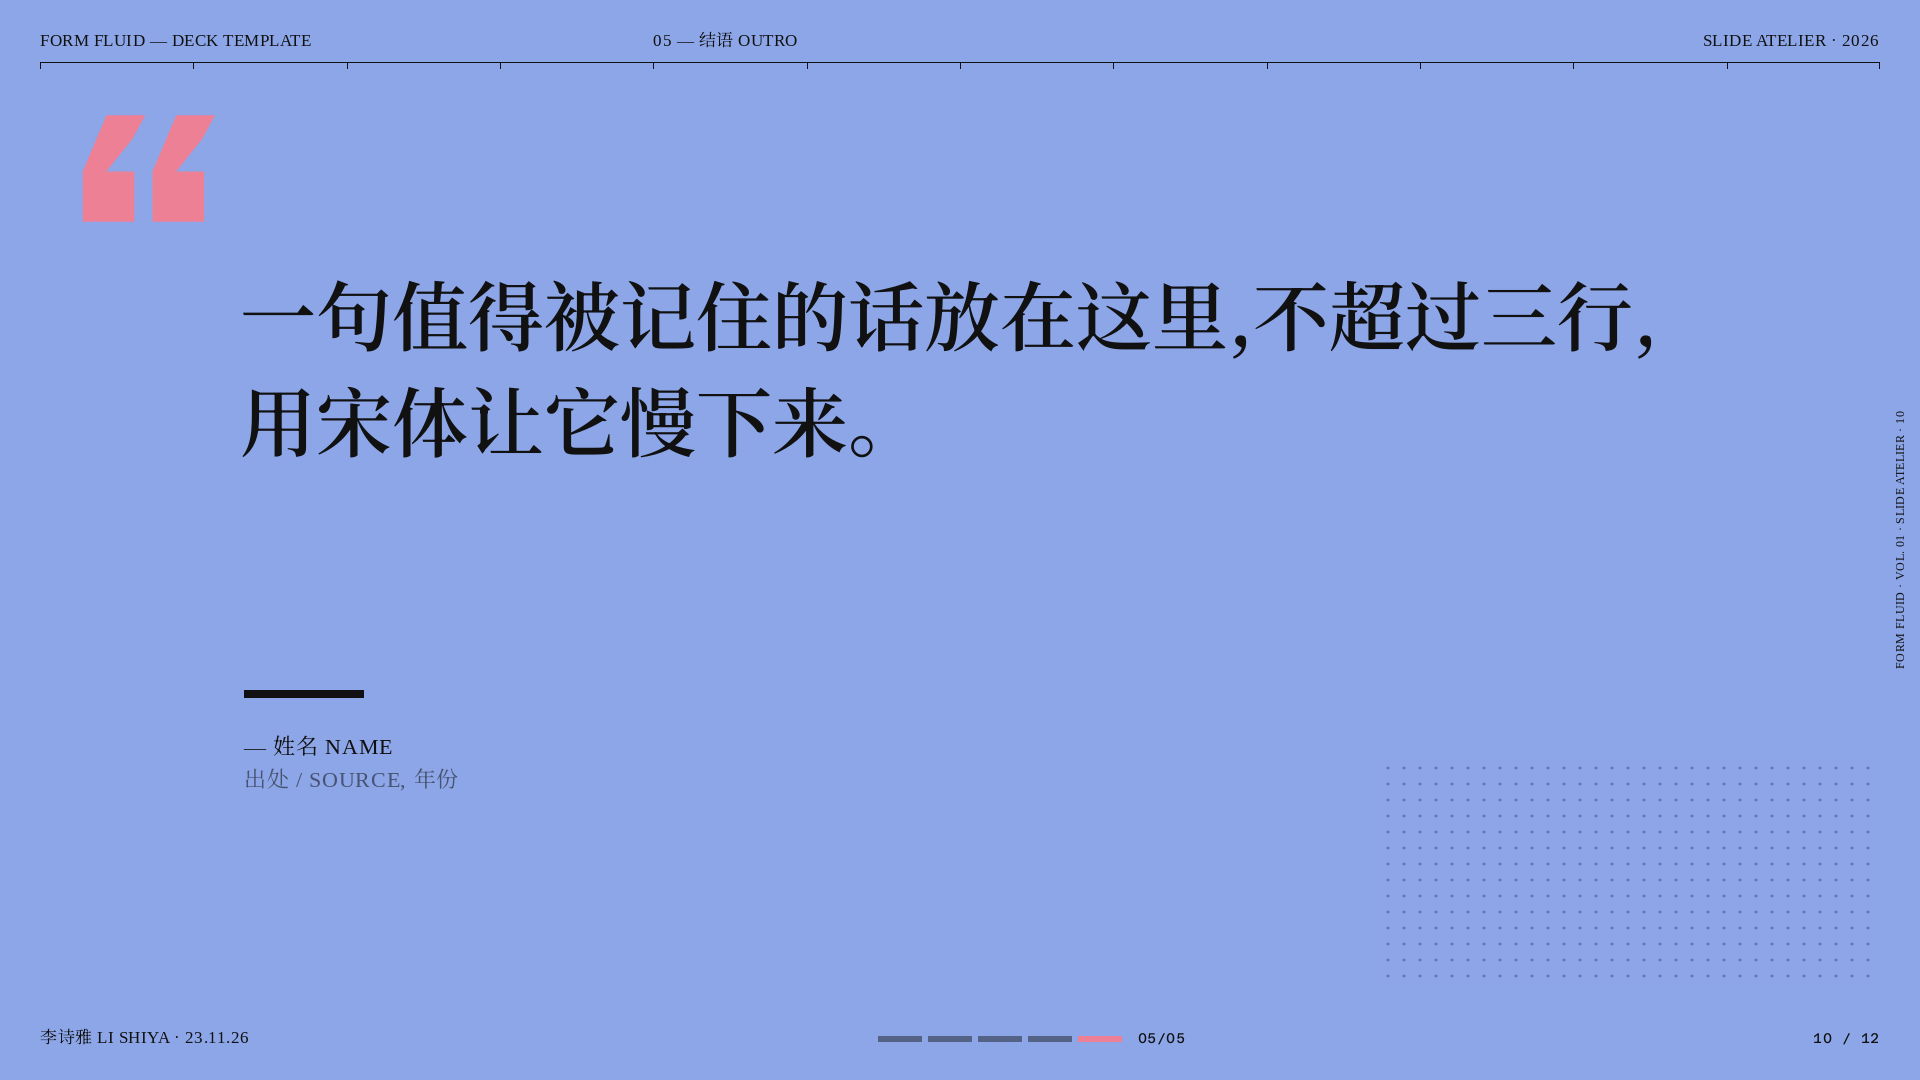 FORM FLUID — DECK TEMPLATE
05 — 结语 OUTRO
SLIDE ATELIER · 2026
“
一句值得被记住的话放在这里,不超过三行,
用宋体让它慢下来。
— 姓名 NAME
出处 / SOURCE, 年份
FORM FLUID · VOL. 01 · SLIDE ATELIER · 10
李诗雅 LI SHIYA · 23.11.26
05/05
10 / 12